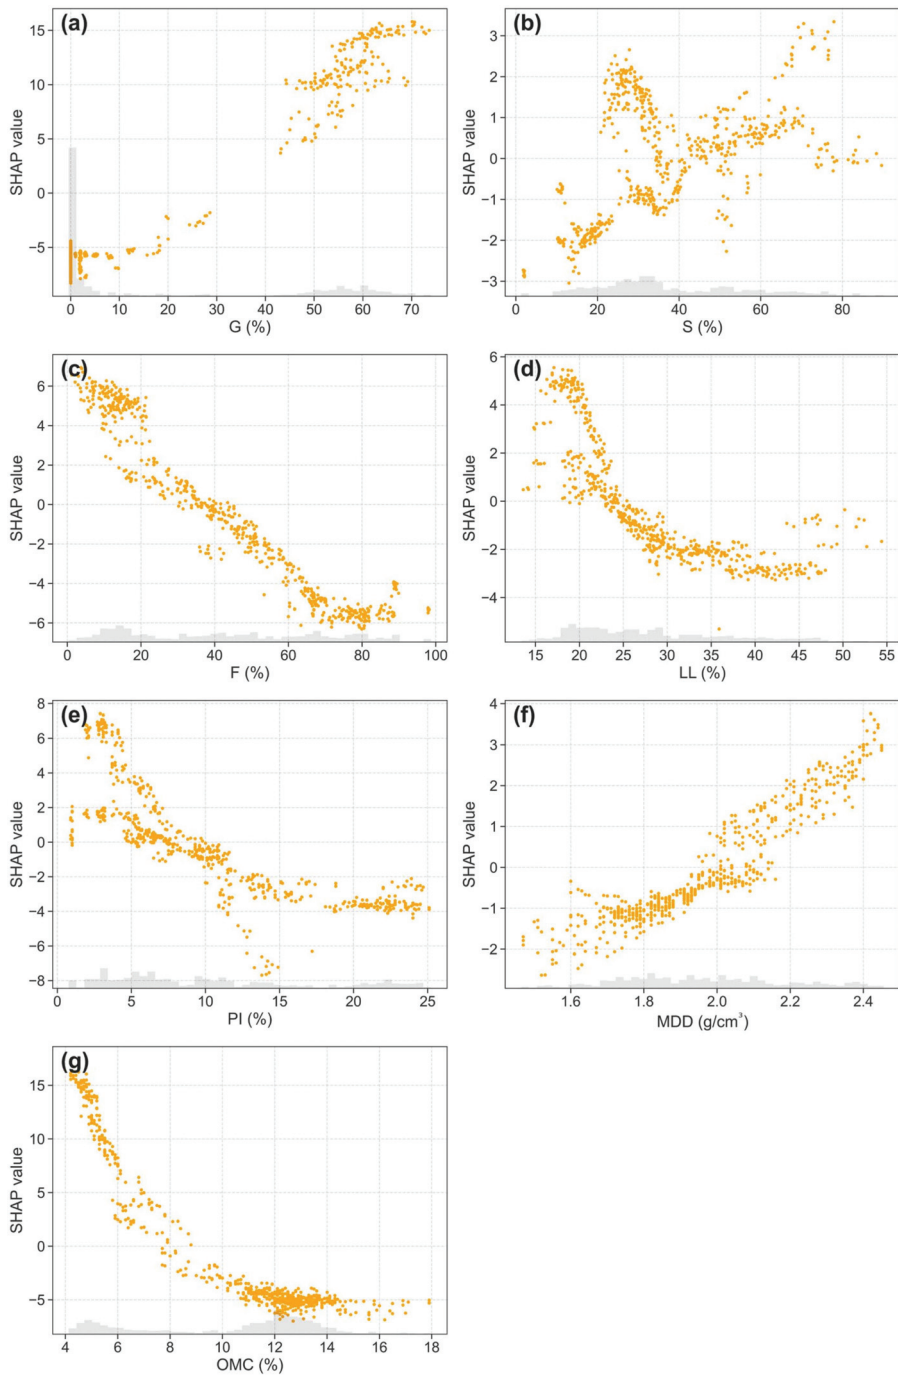 (a)
SHAP value
15
10
5
0
−5
0 10 20 30 40 50 60 70
G (%)
(b)
SHAP value
3
2
1
0
−1
−2
−3
0 20 40 60 80
S (%)
(c)
SHAP value
6
4
2
0
−2
−4
−6
0 20 40 60 80 100
F (%)
(d)
SHAP value
6
4
2
0
−2
−4
15 20 25 30 35 40 45 50 55
LL (%)
(e)
SHAP value
8
6
4
2
0
−2
−4
−6
−8
0 5 10 15 20 25
PI (%)
(f)
SHAP value
4
3
2
1
0
−1
−2
1.6 1.8 2.0 2.2 2.4
MDD (g/cm³)
(g)
SHAP value
15
10
5
0
−5
4 6 8 10 12 14 16 18
OMC (%)